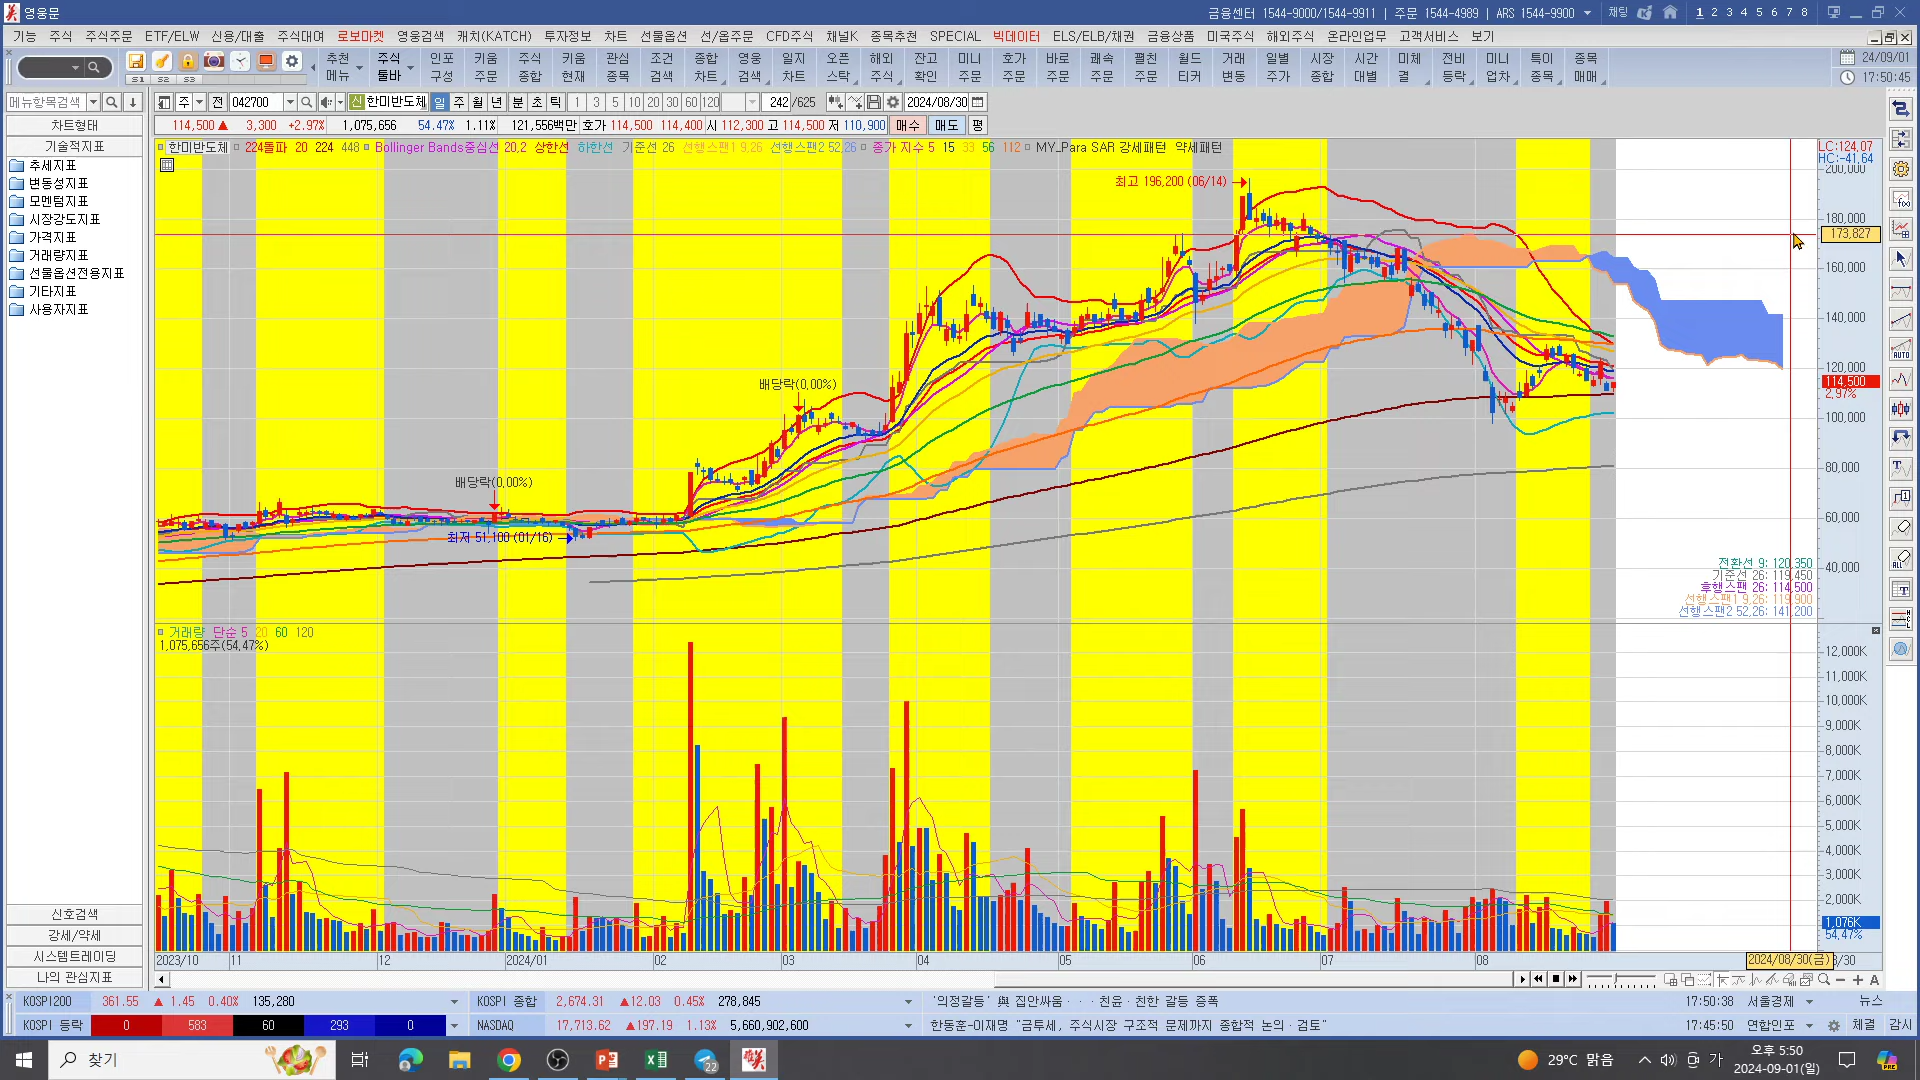 영웅문
금융센터 1544-9000/1544-9911 | 주문 1544-4989 | ARS 1544-9900 채팅 1 2 3 4 5 6 7 8
기능 주식 주식주문 ETF/ELW 신용/대출 주식대여 로보마켓 영웅검색 캐치(KATCH) 투자정보 차트 선물옵션 선/옵주문 CFD주식 채널K 종목추천 SPECIAL 빅데이터 ELS/ELB/채권 금융상품 미국주식 해외주식 온라인업무 고객서비스 보기
추천 주식 인포 키움 주식 키움 관심 조건 종합 영웅 일지 오픈 해외 잔고 미니 호가 바로 쾌속 펼친 월드 거래 일별 시장 시간 미체 전비 미니 특이 종목
메뉴 툴바 구성 주문 종합 현재 종목 검색 차트 검색 차트 스탁 주식 확인 주문 주문 주문 주문 주문 티커 변동 주가 종합 대별 결 등락 업차 종목 매매
S1 S2 S3
24/09/01
17:50:45
메뉴항목검색
주 전 042700 신 한미반도체 일 주 월 년 분 초 틱 1 3 5 10 20 30 60 120 242 /625 2024/08/30
114,500 ▲ 3,300 +2.97% 1,075,656 54.47% 1.11% 121,556백만 호가 114,500 114,400 시 112,300 고 114,500 저 110,900 매수 매도 평
차트형태
기술적지표
추세지표
변동성지표
모멘텀지표
시장강도지표
가격지표
거래량지표
선물옵션전용지표
기타지표
사용자지표
신호검색
강세/약세
시스템트레이딩
나의 관심지표
한미반도체 224돌파 20 224 448 Bollinger Bands중심선 20,2 상한선 하한선 기준선 26 선행스팬1 9,26 선행스팬2 52,26 종가 지수 5 15 33 56 112 MY_Para SAR 강세패턴 약세패턴
LC:124,07
HC:-41,64
200,000
180,000
173,827
160,000
140,000
120,000
114,500
2,97%
100,000
80,000
60,000
40,000
최고 196,200 (06/14)
배당락(0,00%)
배당락(0,00%)
최저 51,100 (01/16)
전환선 9: 120,350
기준선 26: 119,450
후행스팬 26: 114,500
선행스팬1 9,26: 119,900
선행스팬2 52,26: 141,200
거래량 단순 5 20 60 120
1,075,656주(54,47%)
12,000K
11,000K
10,000K
9,000K
8,000K
7,000K
6,000K
5,000K
4,000K
3,000K
2,000K
1,076K
54,47%
2023/10 11 12 2024/01 02 03 04 05 06 07 08 2024/08/30(금) 8/30
AUTO
ALL
KOSPI200 361.55 ▲ 1.45 0.40% 135,280 KOSPI 종합 2,674.31 ▲12.03 0.45% 278,845 '의정갈등' 與 집안싸움···친윤·친한 갈등 증폭 17:50:38 서울경제 뉴스
KOSPI 등락 0 583 60 293 0 NASDAQ 17,713.62 ▲197.19 1.13% 5,660,902,600 한동훈-이재명 "금투세, 주식시장 구조적 문제까지 종합적 논의·검토" 17:45:50 연합인포 체결 감시
찾기 22 29°C 맑음 가 오후 5:50
2024-09-01(일)